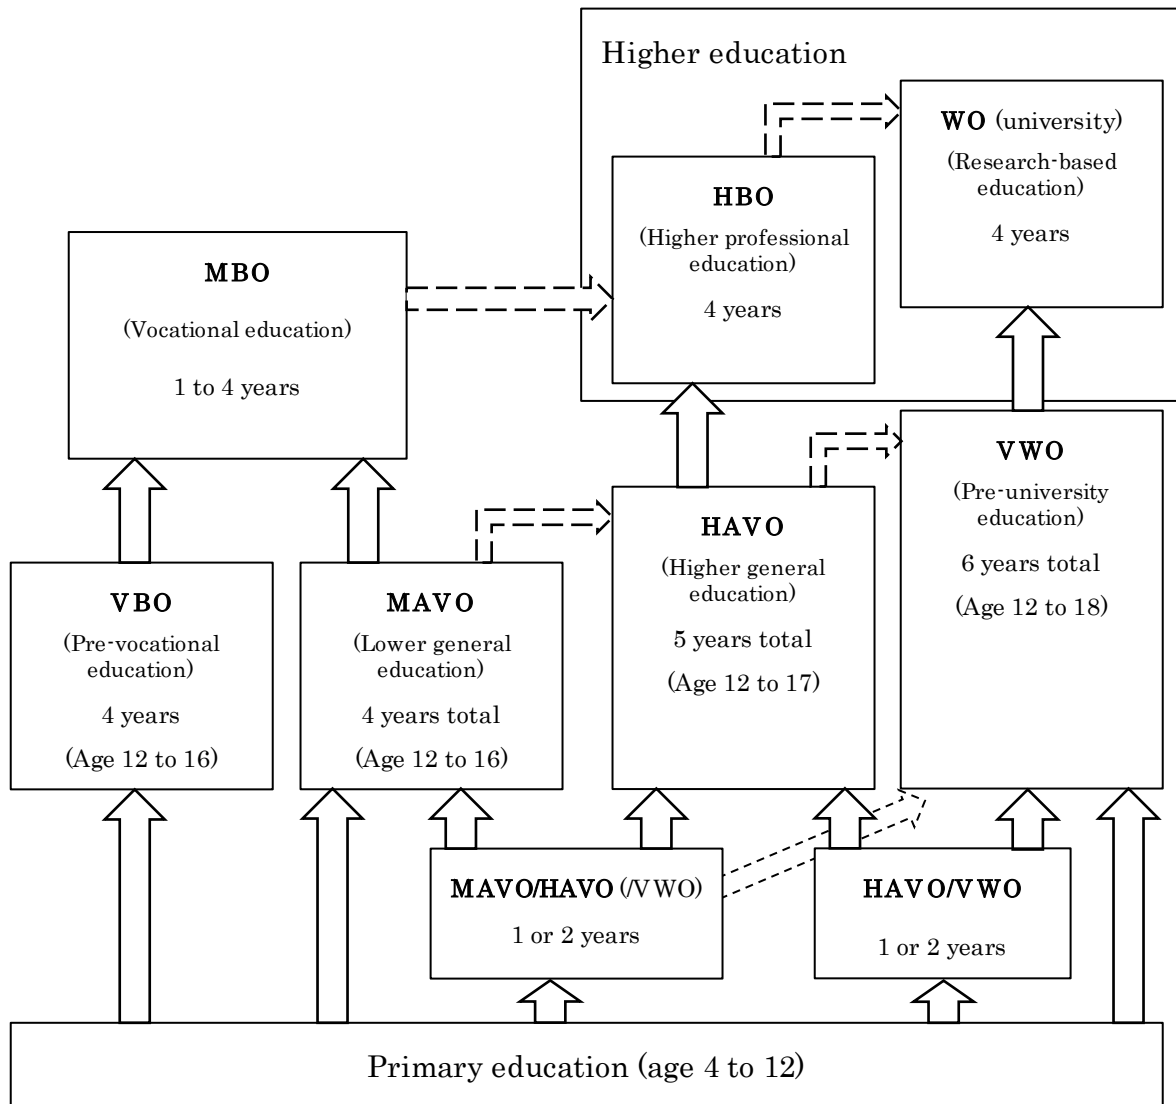 Higher education
WO (university)
(Research-based
education)
4 years
HBO
(Higher professional
education)
4 years
MBO
(Vocational education)
1 to 4 years
VWO
(Pre-university
education)
6 years total
(Age 12 to 18)
HAVO
(Higher general
education)
5 years total
(Age 12 to 17)
VBO
(Pre-vocational
education)
4 years
(Age 12 to 16)
MAVO
(Lower general
education)
4 years total
(Age 12 to 16)
MAVO/HAVO (/VWO)
1 or 2 years
HAVO/VWO
1 or 2 years
Primary education (age 4 to 12)